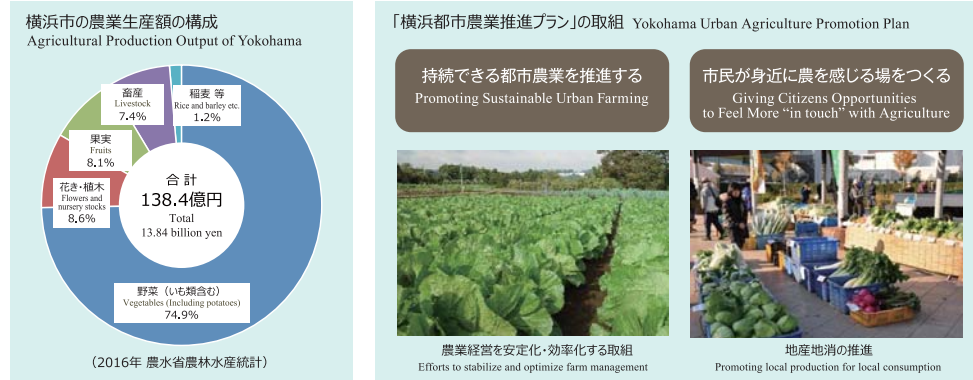 横浜市の農業生産額の構成
Agricultural Production Output of Yokohama
畜産
Livestock
7.4%
稲麦 等
Rice and barley etc.
1.2%
果実
Fruits
8.1%
花き・植木
Flowers and
nursery stocks
8.6%
合 計
138.4億円
Total
13.84 billion yen
野菜（いも類含む）
Vegetables (Including potatoes)
74.9%
（2016年 農水省農林水産統計）
「横浜都市農業推進プラン」の取組 Yokohama Urban Agriculture Promotion Plan
持続できる都市農業を推進する
Promoting Sustainable Urban Farming
農業経営を安定化・効率化する取組
Efforts to stabilize and optimize farm management
市民が身近に農を感じる場をつくる
Giving Citizens Opportunities
to Feel More “in touch” with Agriculture
地産地消の推進
Promoting local production for local consumption